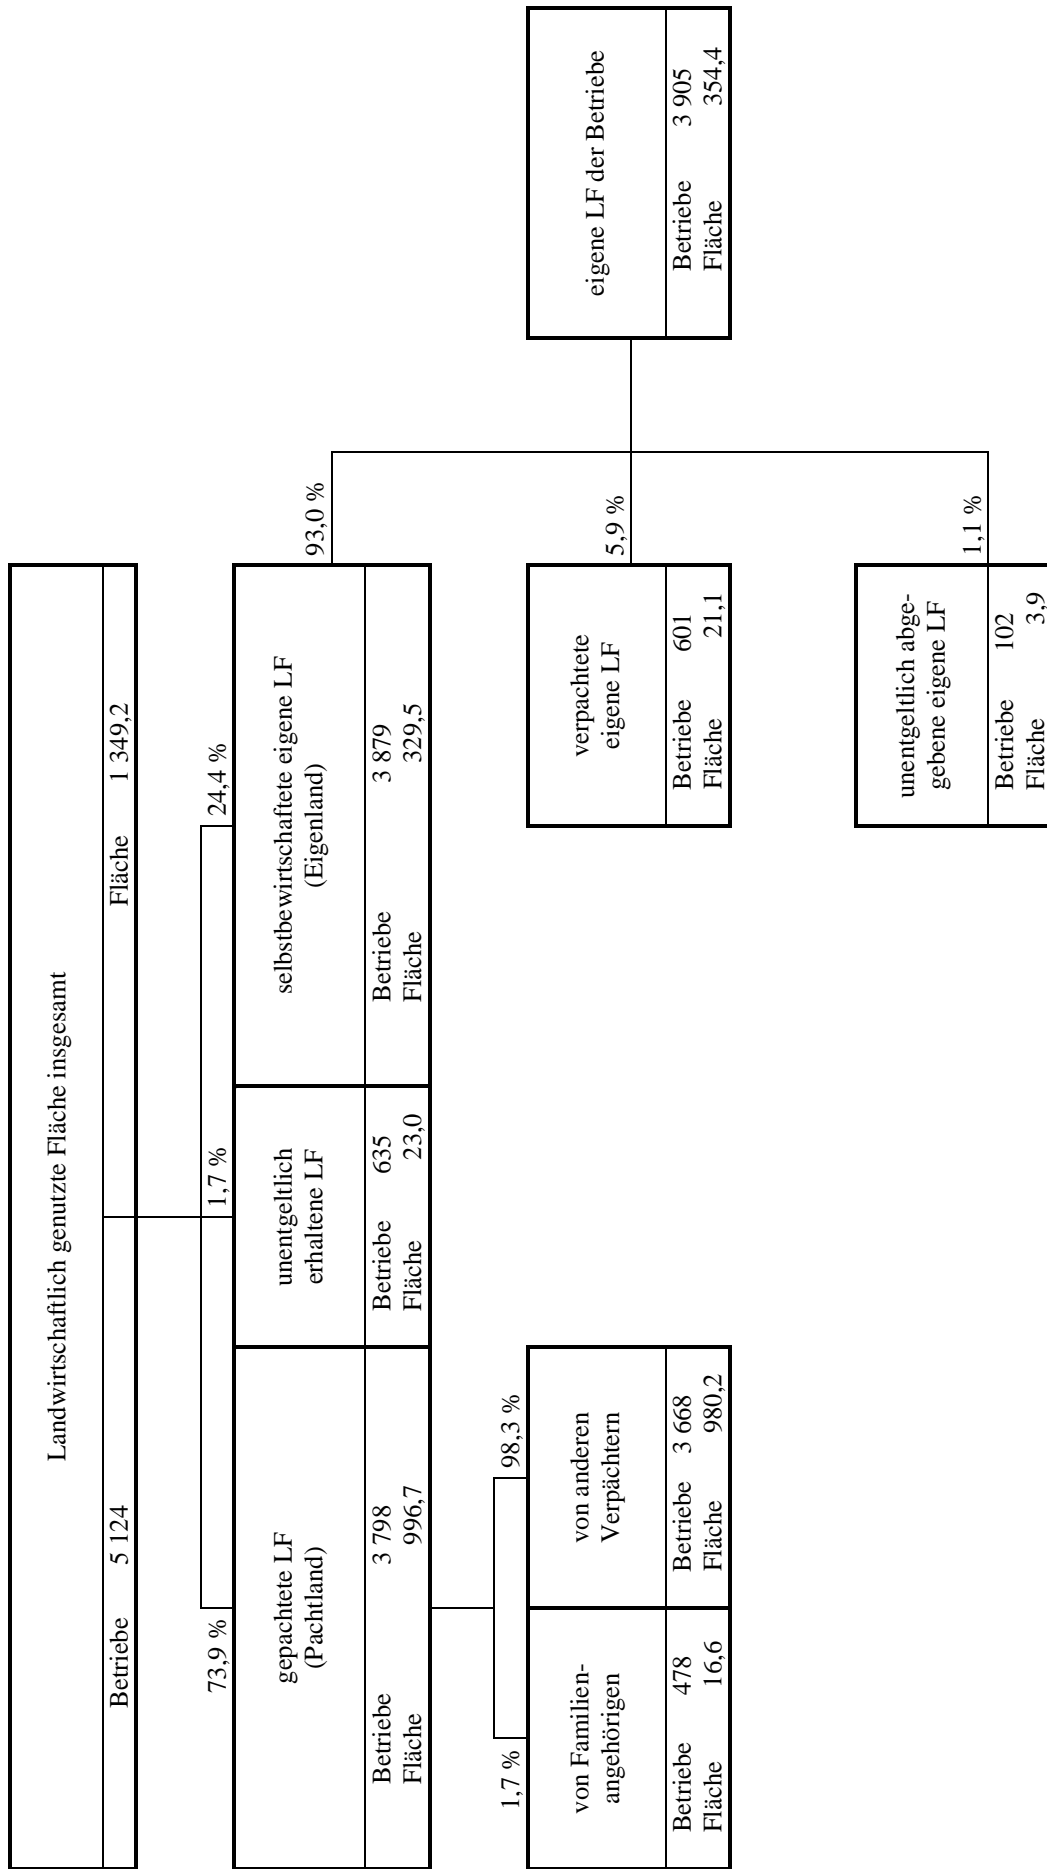 Landwirtschaftlich genutzte Fläche insgesamt
Betriebe 5 124 Fläche 1 349,2
73,9 %
1,7 %
24,4 %
gepachtete LF
(Pachtland)
Betriebe 3 798
Fläche 996,7
unentgeltlich
erhaltene LF
Betriebe 635
Fläche 23,0
selbstbewirtschaftete eigene LF
(Eigenland)
Betriebe 3 879
Fläche 329,5
93,0 %
1,7 %
98,3 %
von Familien-
angehörigen
Betriebe 478
Fläche 16,6
von anderen
Verpächtern
Betriebe 3 668
Fläche 980,2
verpachtete
eigene LF
Betriebe 601
Fläche 21,1
5,9 %
eigene LF der Betriebe
Betriebe 3 905
Fläche 354,4
unentgeltlich abge-
gebene eigene LF
Betriebe 102
Fläche 3,9
1,1 %